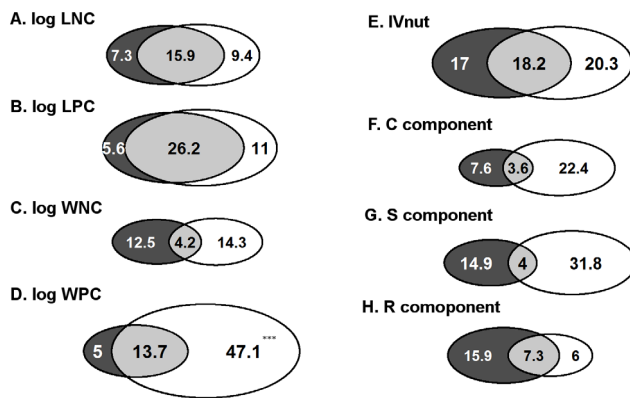 A. log LNC
7.3 15.9 9.4
B. log LPC
5.6 26.2 11
C. log WNC
12.5 4.2 14.3
D. log WPC
5 13.7 47.1***
E. IVnut
17 18.2 20.3
F. C component
7.6 3.6 22.4
G. S component
14.9 4 31.8
H. R comoponent
15.9 7.3 6